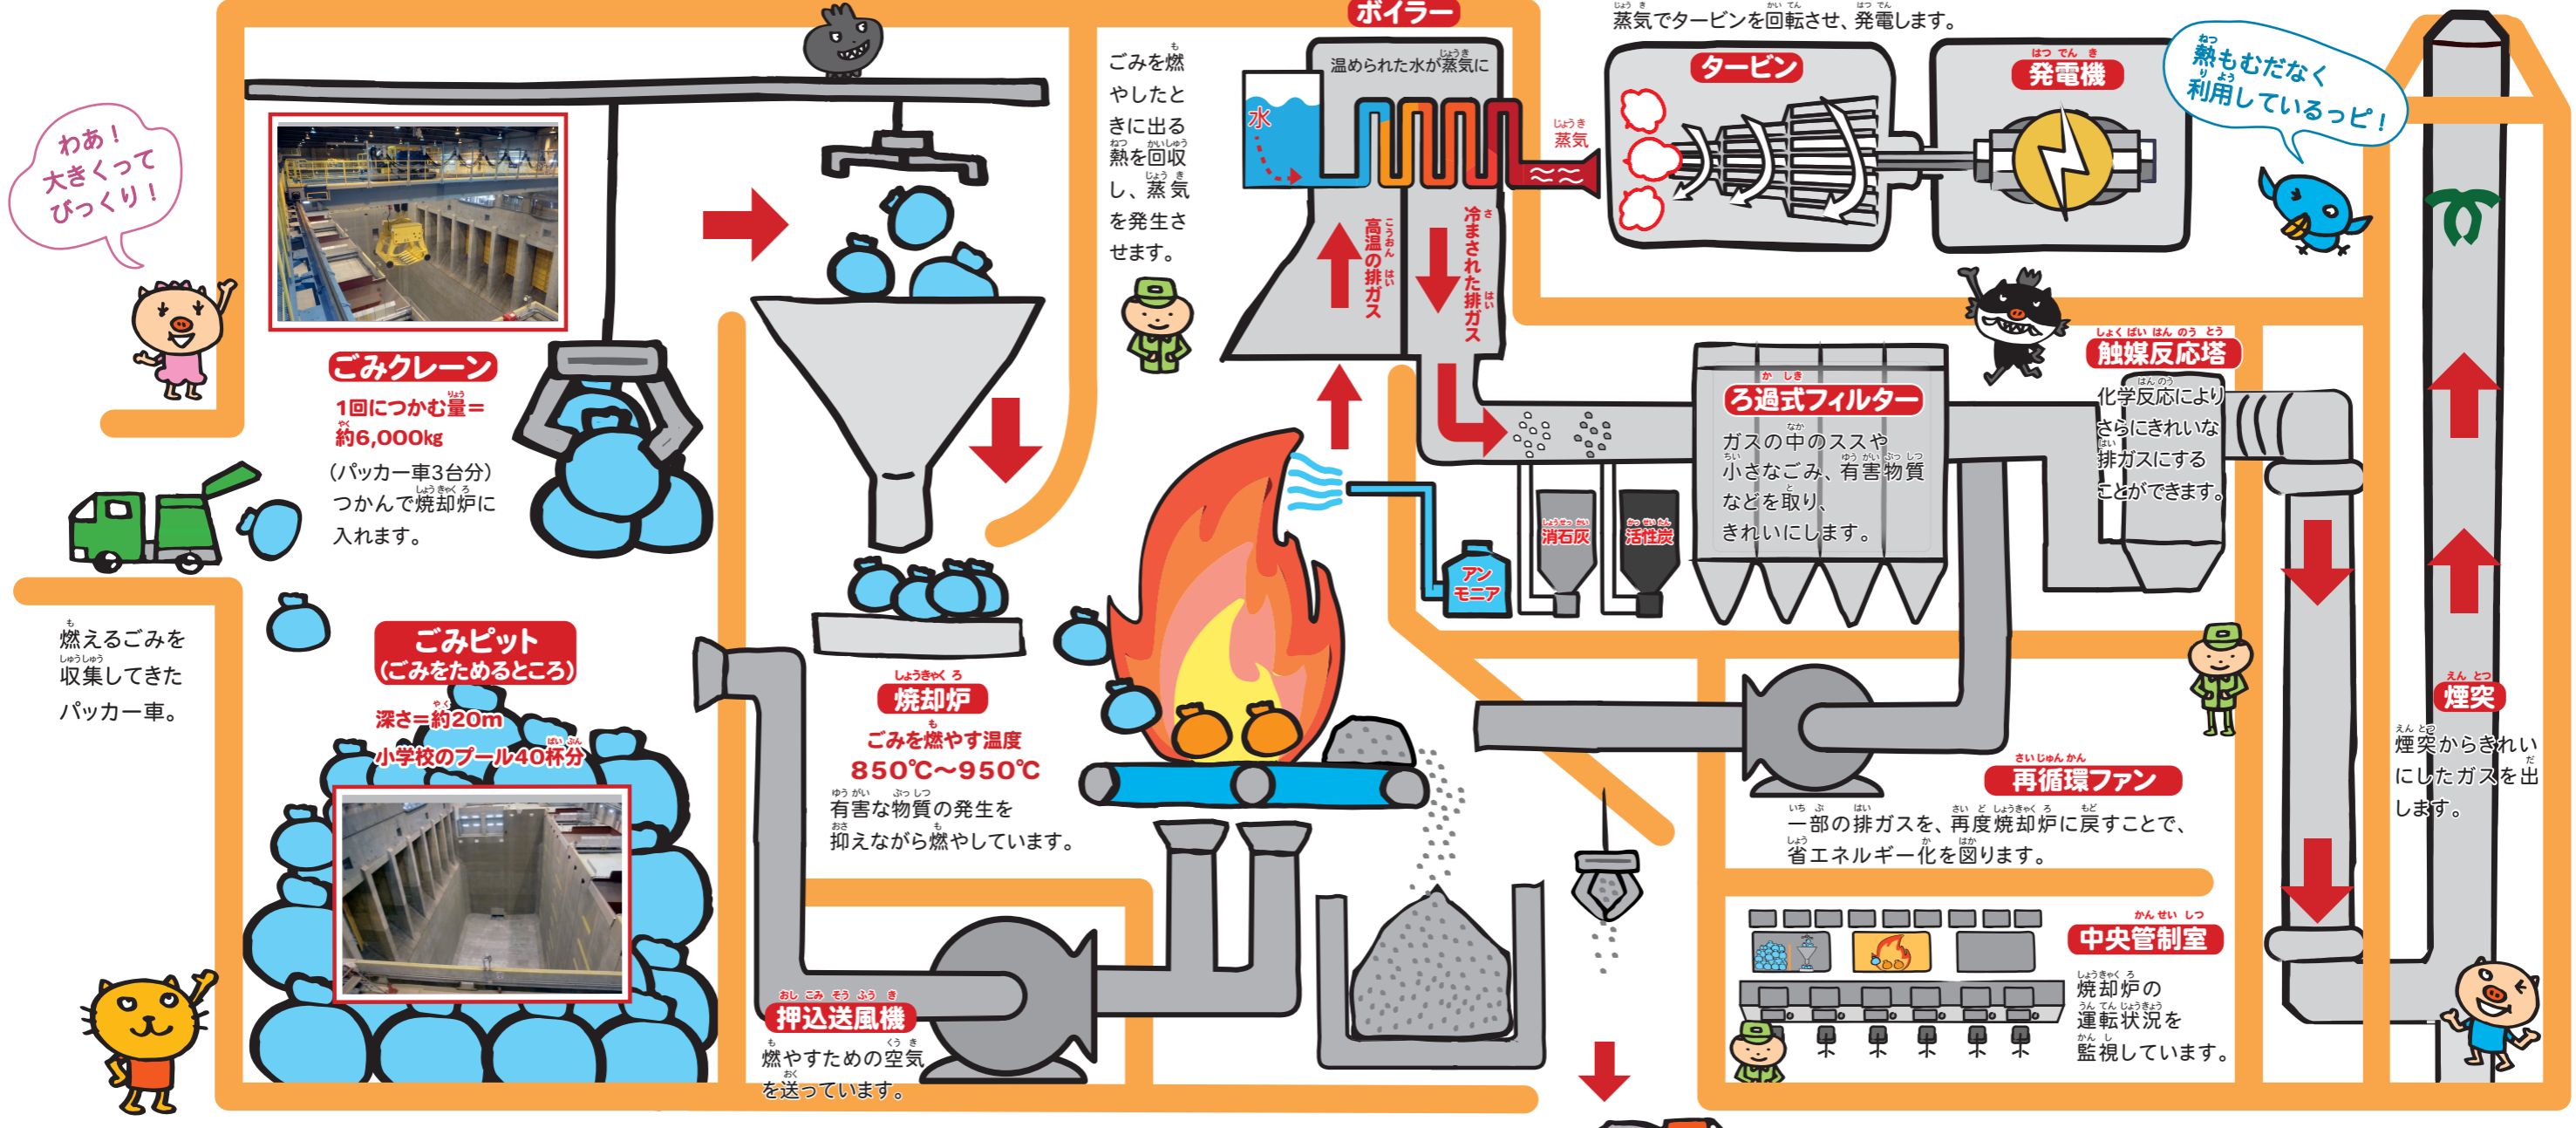 わあ！
大きくって
びっくり！
ごみクレーン
1回につかむ量＝
約6,000kg
（パッカー車3台分）
つかんで焼却炉に
入れます。
燃えるごみを
収集してきた
パッカー車。
ごみピット
（ごみをためるところ）
深さ＝約20m
小学校のプール40杯分
焼却炉
ごみを燃やす温度
850℃～950℃
有害な物質の発生を
抑えながら燃やしています。
押込送風機
燃やすための空気
を送っています。
ボイラー
ごみを燃
やしたと
きに出る
熱を回収
し、蒸気
を発生さ
せます。
温められた水が蒸気に
水
蒸気
高温の排ガス
冷まされた排ガス
蒸気でタービンを回転させ、発電します。
タービン
発電機
熱もむだなく
利用しているっピ！
アン
モニア
消石灰
活性炭
ろ過式フィルター
ガスの中のススや
小さなごみ、有害物質
などを取り、
きれいにします。
触媒反応塔
化学反応により
さらにきれいな
排ガスにする
ことができます。
再循環ファン
一部の排ガスを、再度焼却炉に戻すことで、
省エネルギー化を図ります。
中央管制室
焼却炉の
運転状況を
監視しています。
煙突
煙突からきれい
にしたガスを出
します。